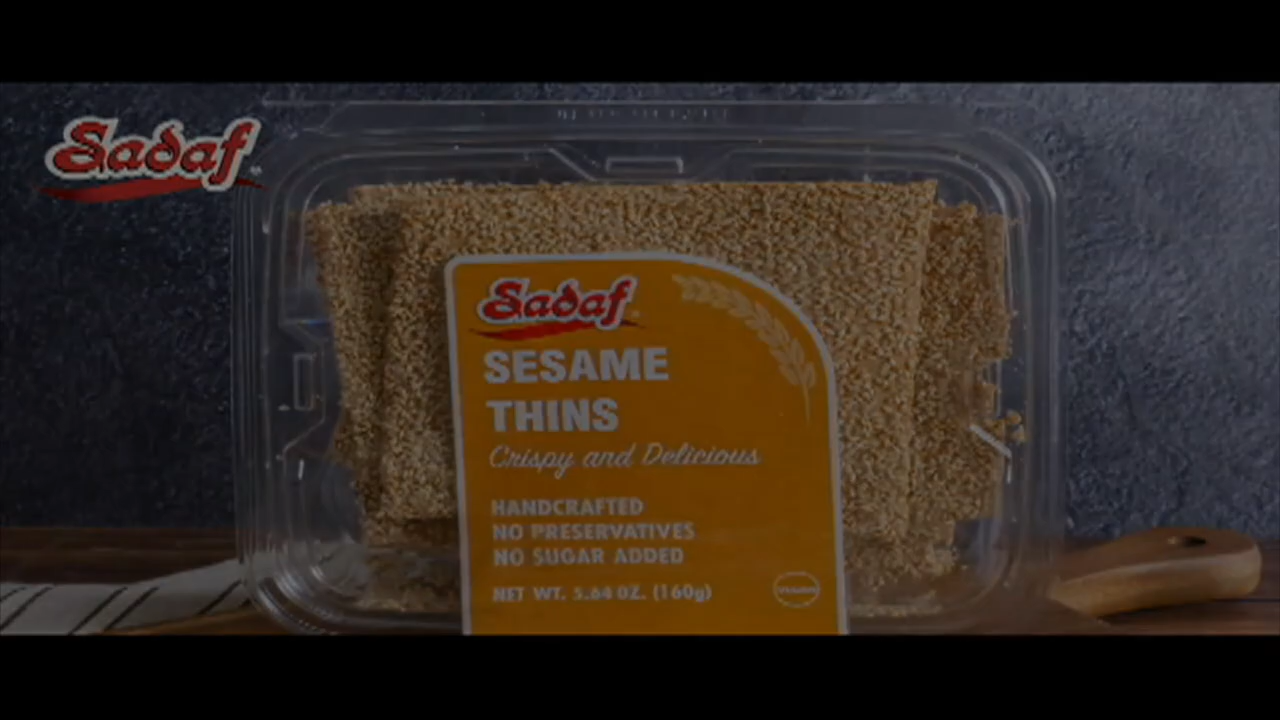 Sadaf
Sadaf
SESAME
THINS
Crispy and Delicious
HANDCRAFTED
NO PRESERVATIVES
NO SUGAR ADDED
NET WT. 5.64 OZ. (160g)
VEGAN